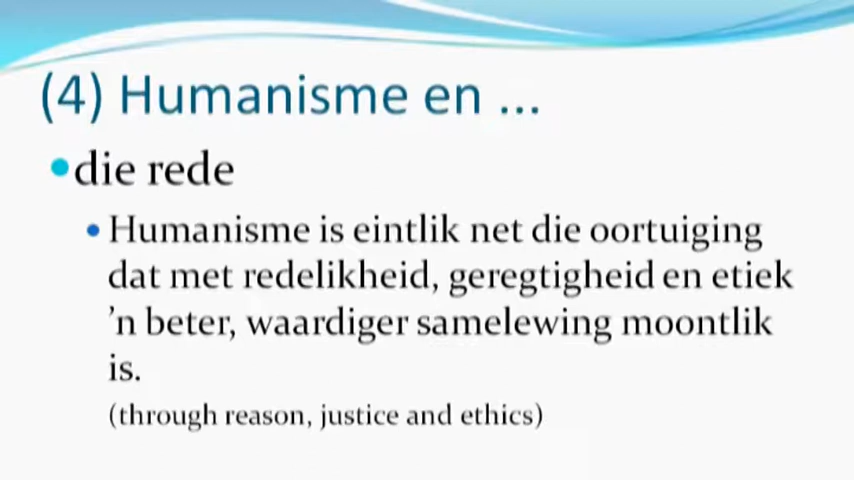 (4) Humanisme en ...
die rede
Humanisme is eintlik net die oortuiging
dat met redelikheid, geregtigheid en etiek
’n beter, waardiger samelewing moontlik
is.
(through reason, justice and ethics)